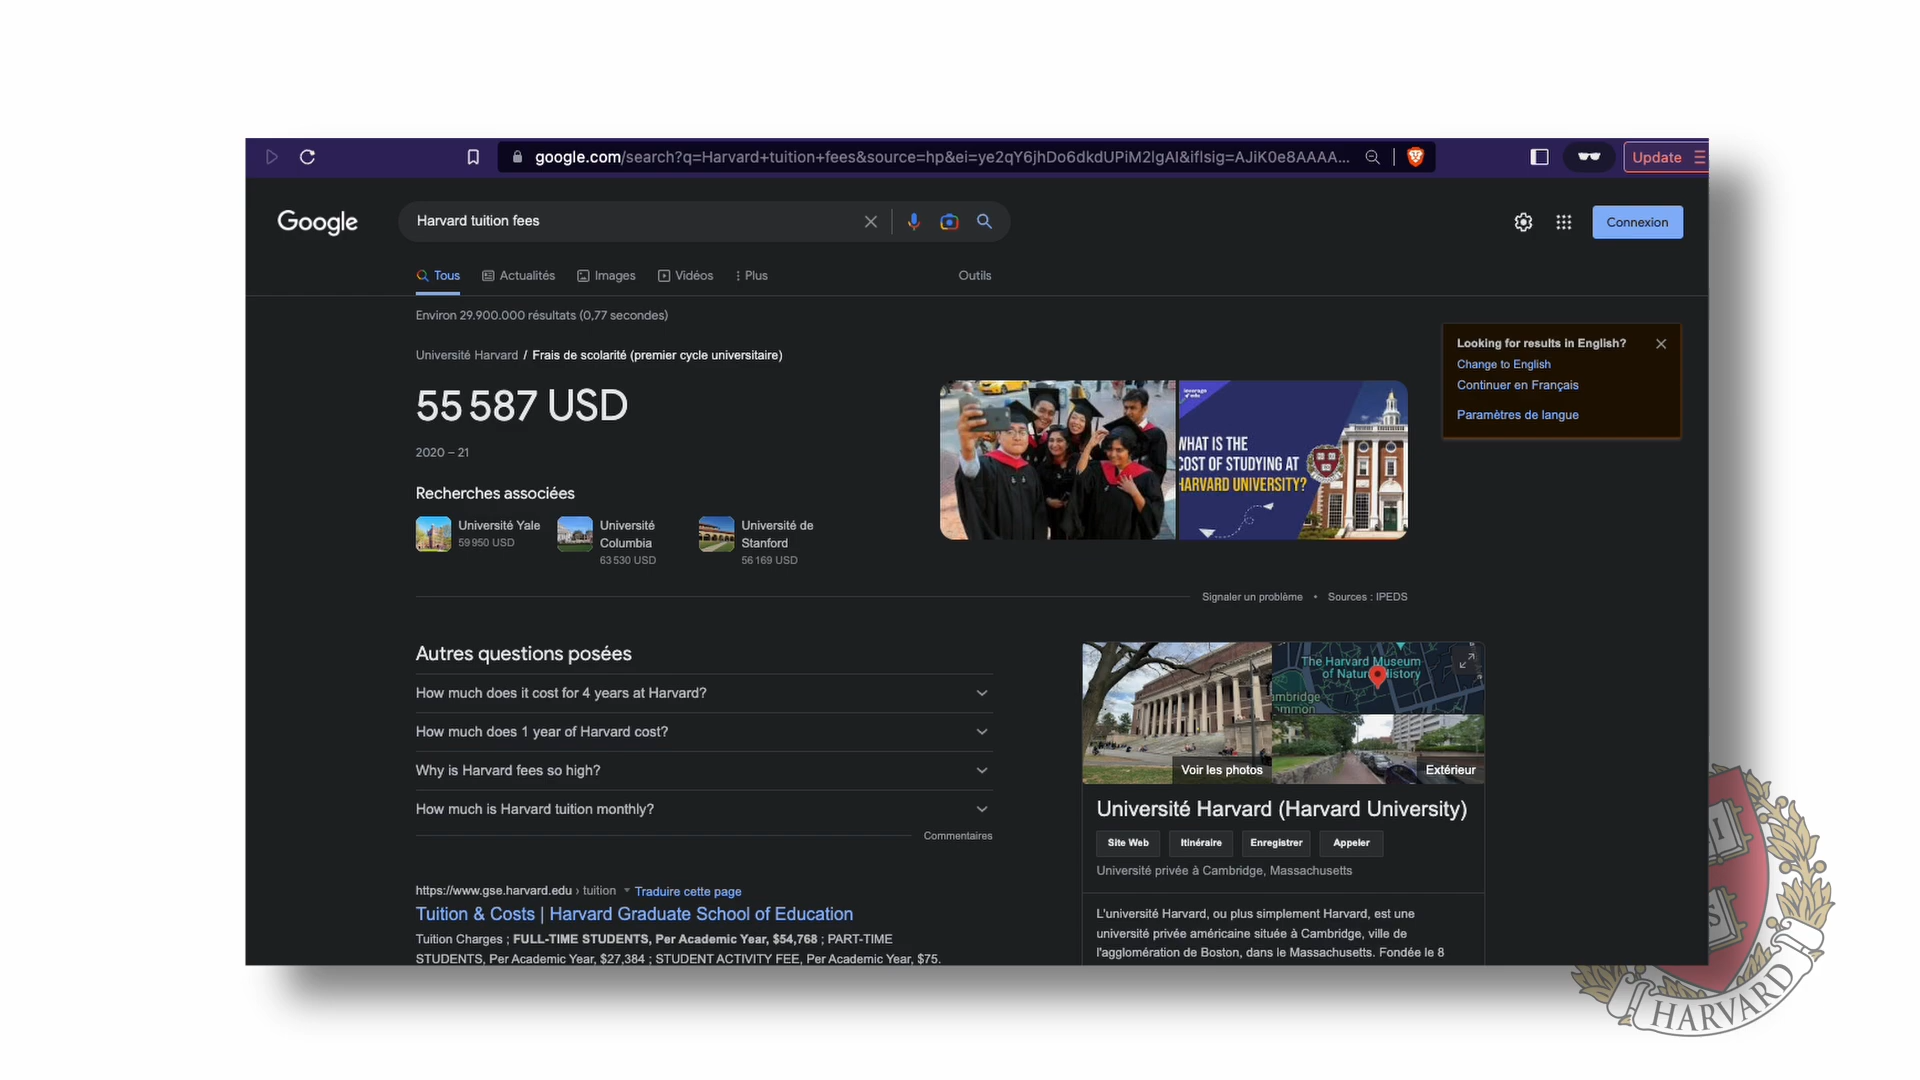 google.com/search?q=Harvard+tuition+fees&source=hp&ei=ye2qY6jhDo6dkdUPiM2lgAI&iflsig=AJiK0e8AAAA...
Update
Google
Harvard tuition fees
Connexion
Tous
Actualités
Images
Vidéos
Plus
Outils
Environ 29.900.000 résultats (0,77 secondes)
Looking for results in English?
Change to English
Continuer en Français
Paramètres de langue
Université Harvard / Frais de scolarité (premier cycle universitaire)
55 587 USD
2020 – 21
WHAT IS THE
COST OF STUDYING AT
HARVARD UNIVERSITY?
Recherches associées
Université Yale
59 950 USD
Université
Columbia
63 530 USD
Université de
Stanford
56 169 USD
Signaler un problème • Sources : IPEDS
Autres questions posées
How much does it cost for 4 years at Harvard?
How much does 1 year of Harvard cost?
Why is Harvard fees so high?
How much is Harvard tuition monthly?
Commentaires
The Harvard Museum
of Natural History
mbridge
ommon
Voir les photos
Extérieur
Université Harvard (Harvard University)
Site Web
Itinéraire
Enregistrer
Appeler
Université privée à Cambridge, Massachusetts
L'université Harvard, ou plus simplement Harvard, est une
université privée américaine située à Cambridge, ville de
l'agglomération de Boston, dans le Massachusetts. Fondée le 8
https://www.gse.harvard.edu › tuition
Traduire cette page
Tuition & Costs | Harvard Graduate School of Education
Tuition Charges ; FULL-TIME STUDENTS, Per Academic Year, $54,768 ; PART-TIME
STUDENTS, Per Academic Year, $27,384 ; STUDENT ACTIVITY FEE, Per Academic Year, $75.
HARVARD